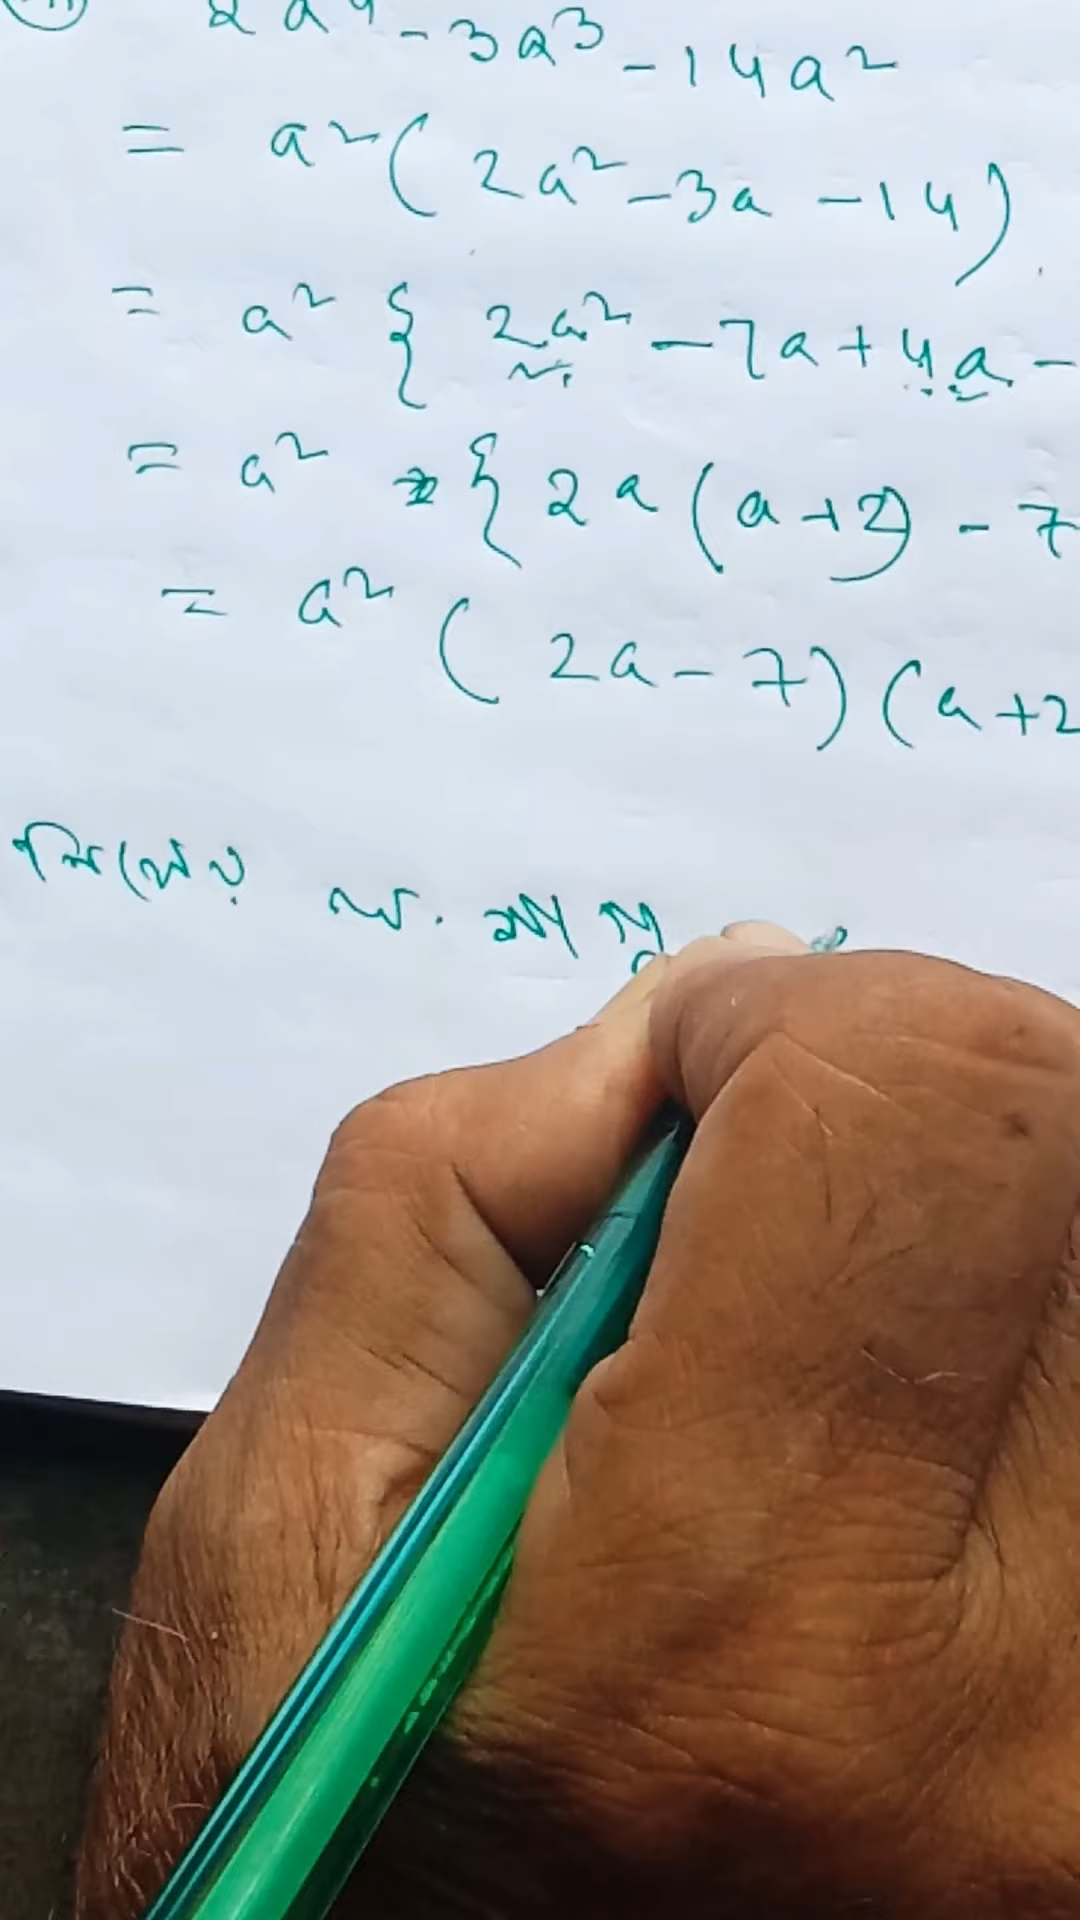 2a⁴ - 3a³ - 14a²
= a² ( 2a² - 3a - 14 )
= a² { 2a² - 7a + 4a -
= a² { 2a (a+2) - 7
= a² ( 2a - 7) (a+2
নির্ণেয় ল. সা গু